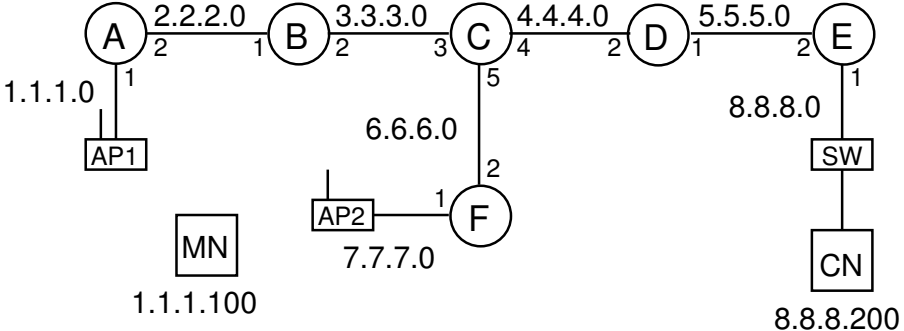 2.2.2.0 3.3.3.0 4.4.4.0 5.5.5.0
A B C D E
2 1 2 3 4 2 1 2
1 5 1
1.1.1.0
8.8.8.0
6.6.6.0
AP1 SW
2
1
AP2 F
MN
7.7.7.0
CN
1.1.1.100
8.8.8.200